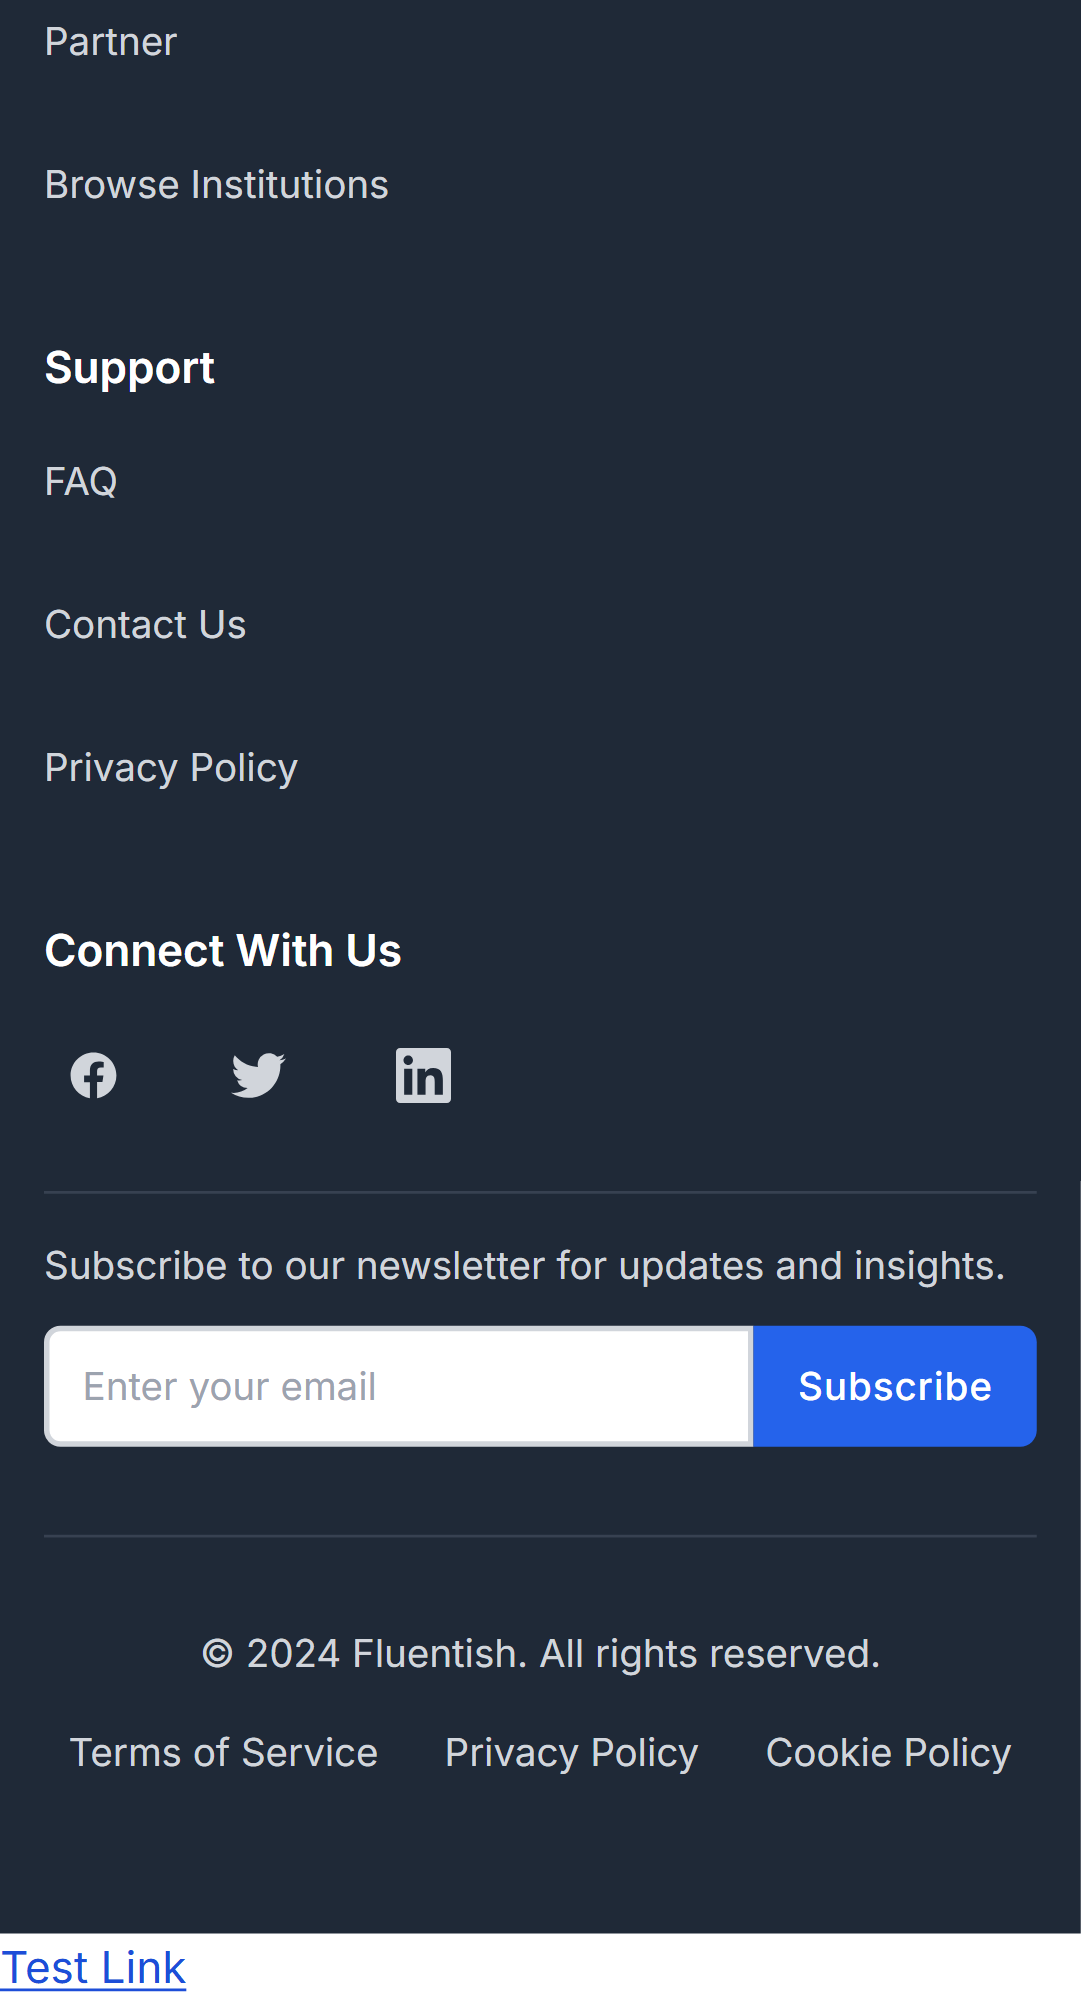 Partner
Browse Institutions
Support
FAQ
Contact Us
Privacy Policy
Connect With Us
Subscribe to our newsletter for updates and insights.
Enter your email Subscribe
© 2024 Fluentish. All rights reserved.
Terms of Service Privacy Policy Cookie Policy
Test Link